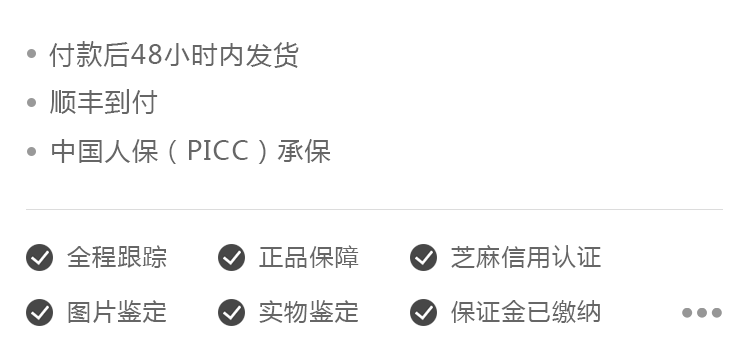 付款后48小时内发货
顺丰到付
中国人保（PICC）承保
全程跟踪 正品保障 芝麻信用认证
图片鉴定 实物鉴定 保证金已缴纳